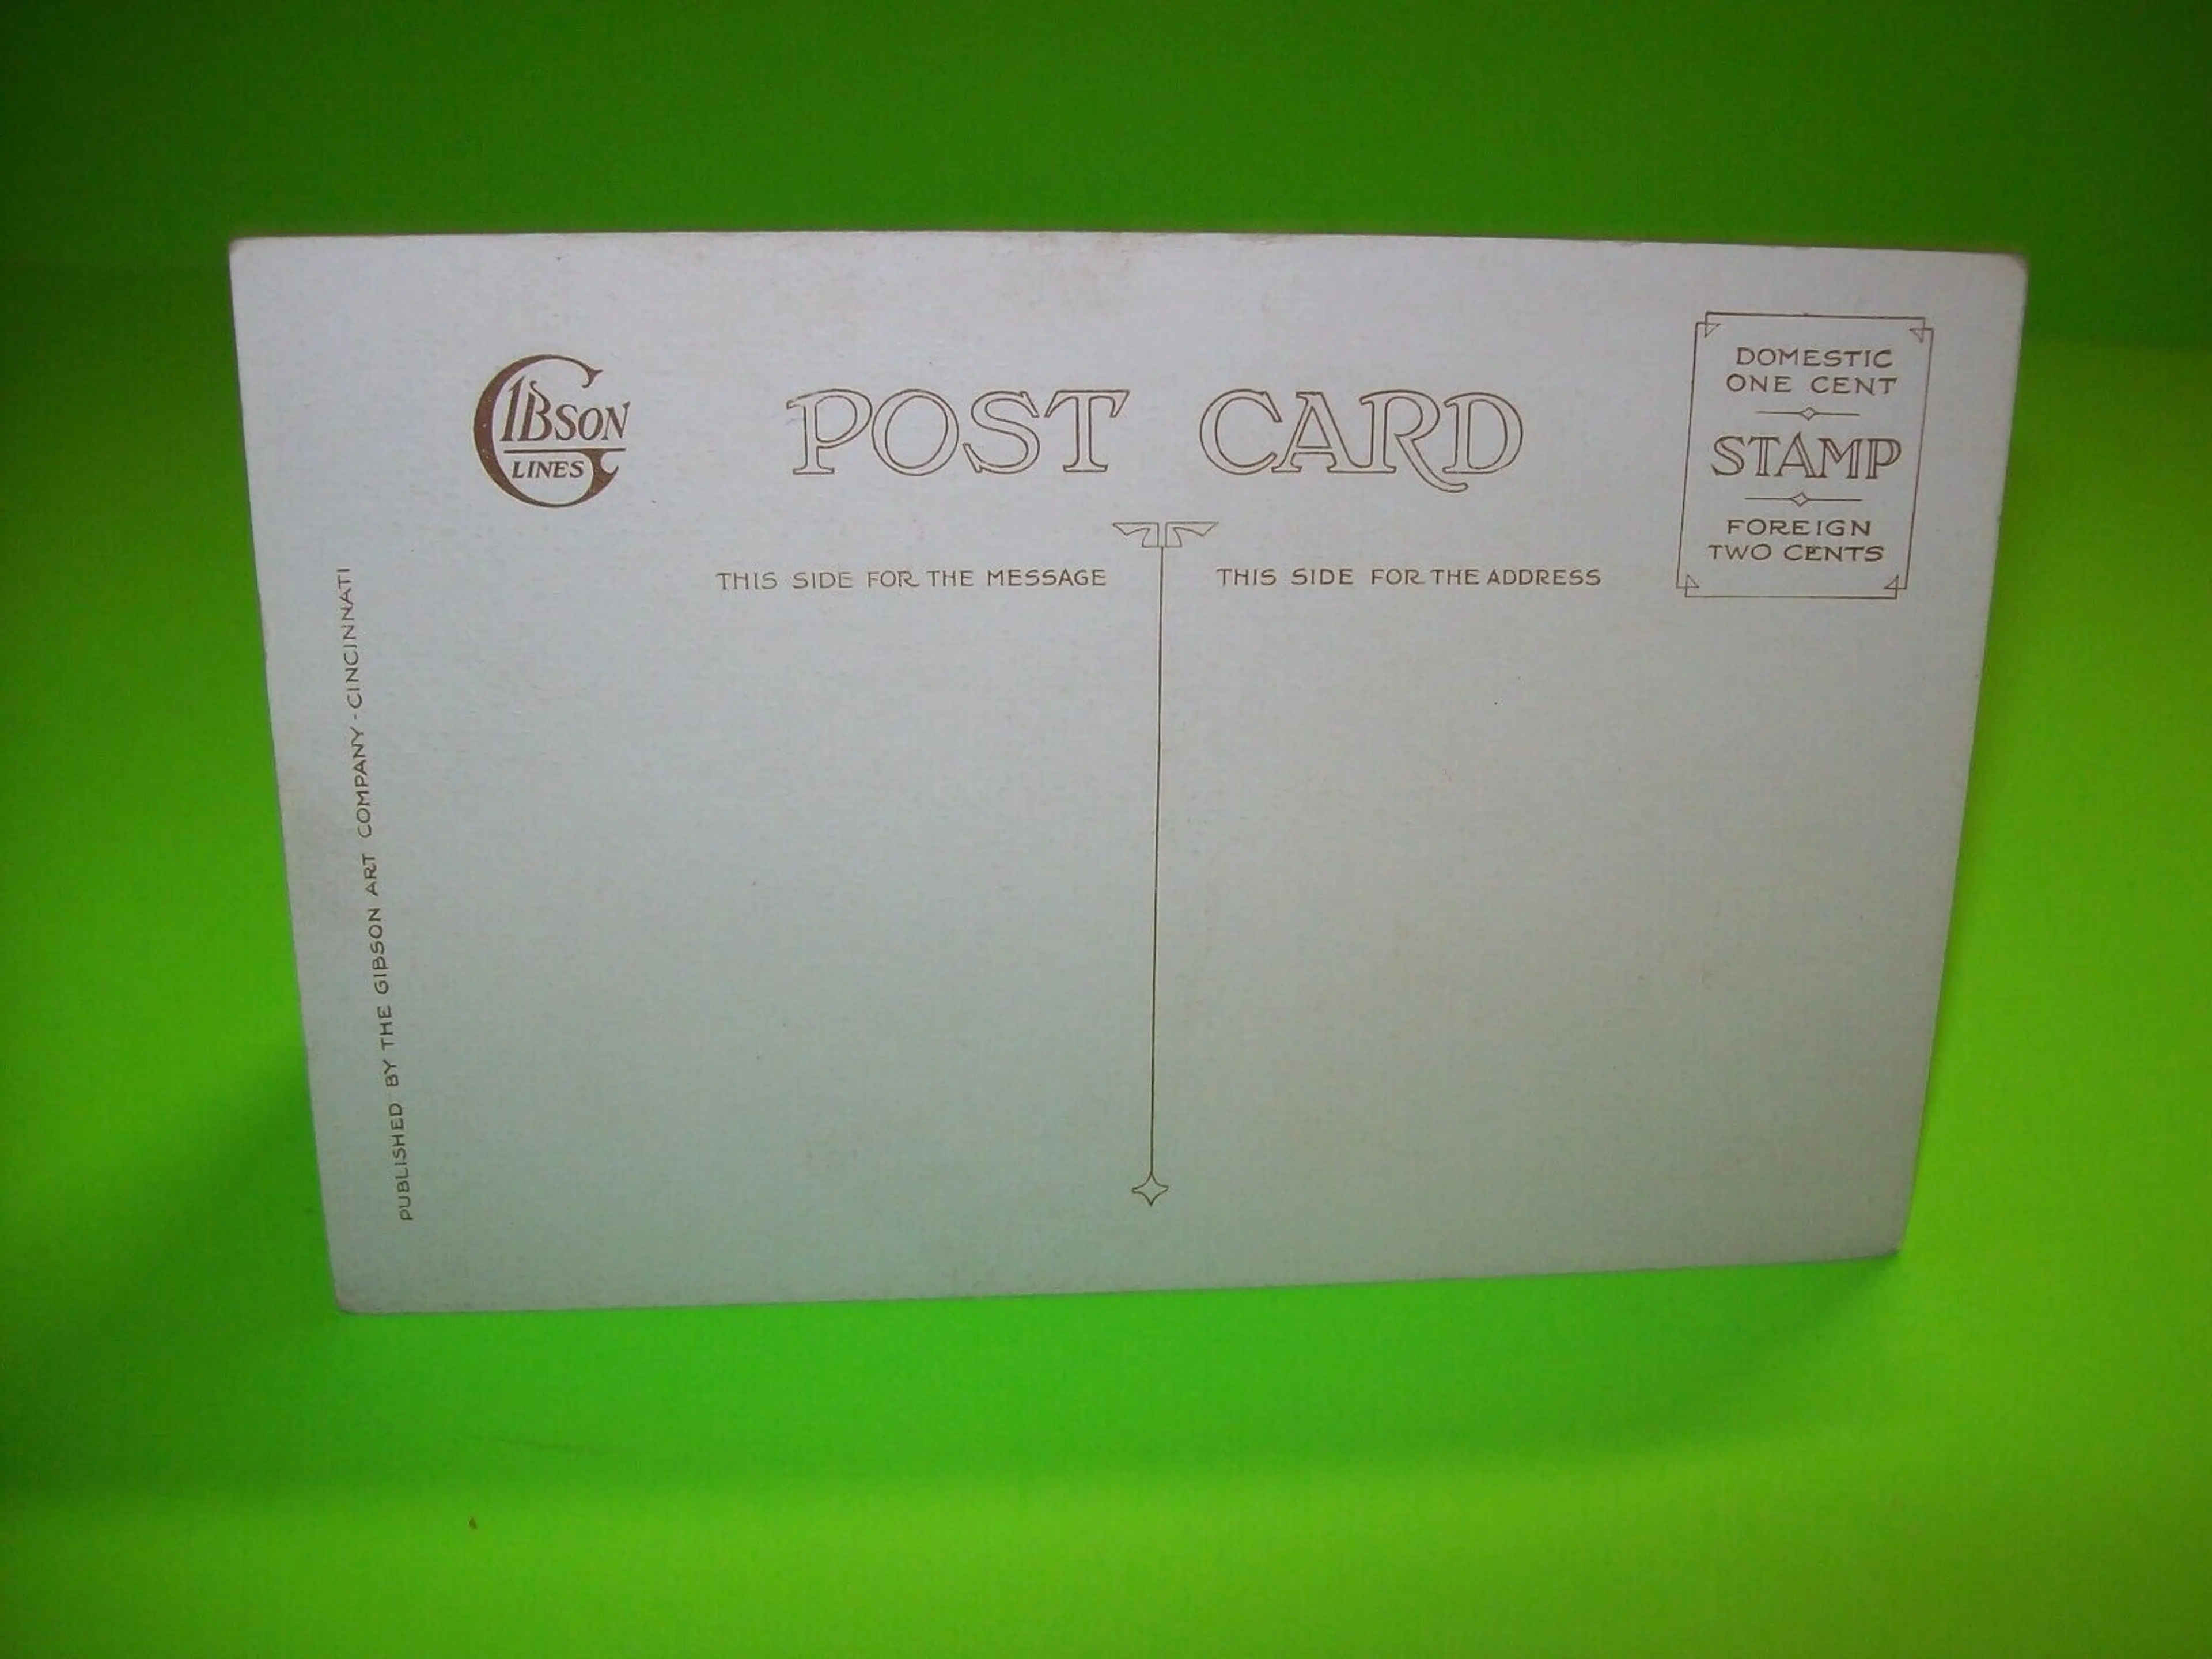 GIBSON
LINES
POST CARD
DOMESTIC
ONE CENT
STAMP
FOREIGN
TWO CENTS
THIS SIDE FOR THE MESSAGE
THIS SIDE FOR THE ADDRESS
PUBLISHED BY THE GIBSON ART COMPANY - CINCINNATI